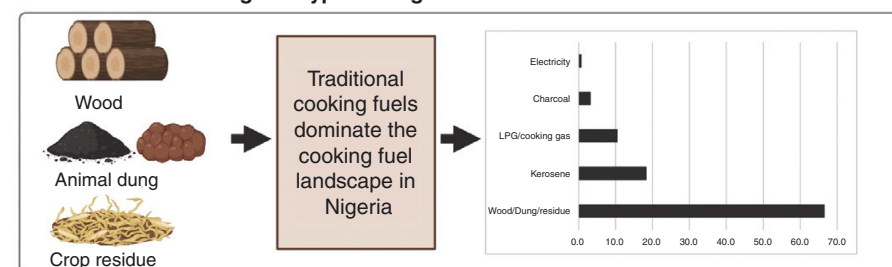 Wood
Animal dung
Crop residue
Traditional
cooking fuels
dominate the
cooking fuel
landscape in
Nigeria
Electricity
Charcoal
LPG/cooking gas
Kerosene
Wood/Dung/residue
0.0 10.0 20.0 30.0 40.0 50.0 60.0 70.0